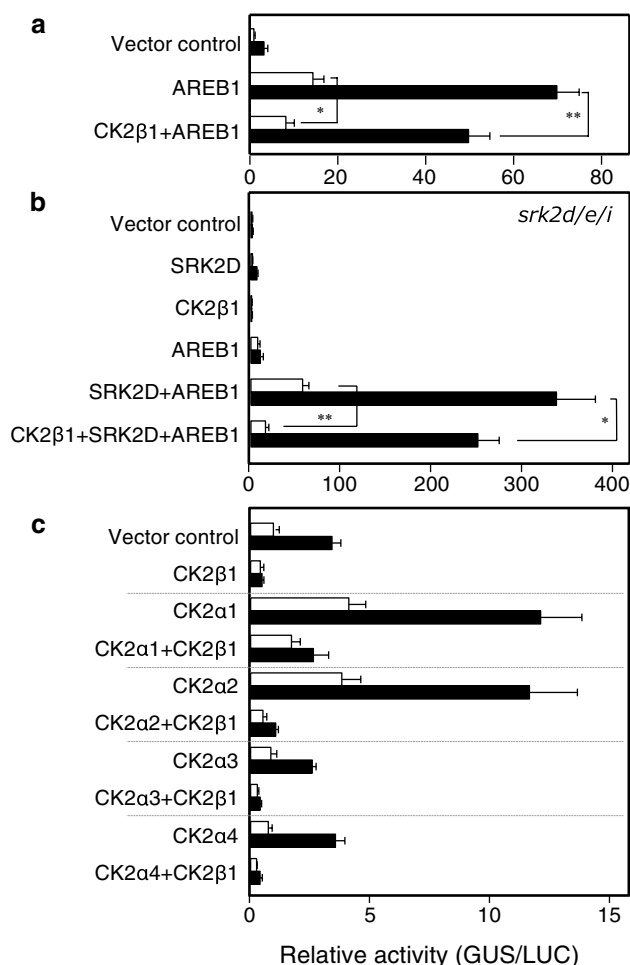 a
Vector control
AREB1
CK2β1+AREB1
*
**
0 20 40 60 80
b
srk2d/e/i
Vector control
SRK2D
CK2β1
AREB1
SRK2D+AREB1
CK2β1+SRK2D+AREB1
**
*
0 100 200 300 400
c
Vector control
CK2β1
CK2α1
CK2α1+CK2β1
CK2α2
CK2α2+CK2β1
CK2α3
CK2α3+CK2β1
CK2α4
CK2α4+CK2β1
0 5 10 15
Relative activity (GUS/LUC)